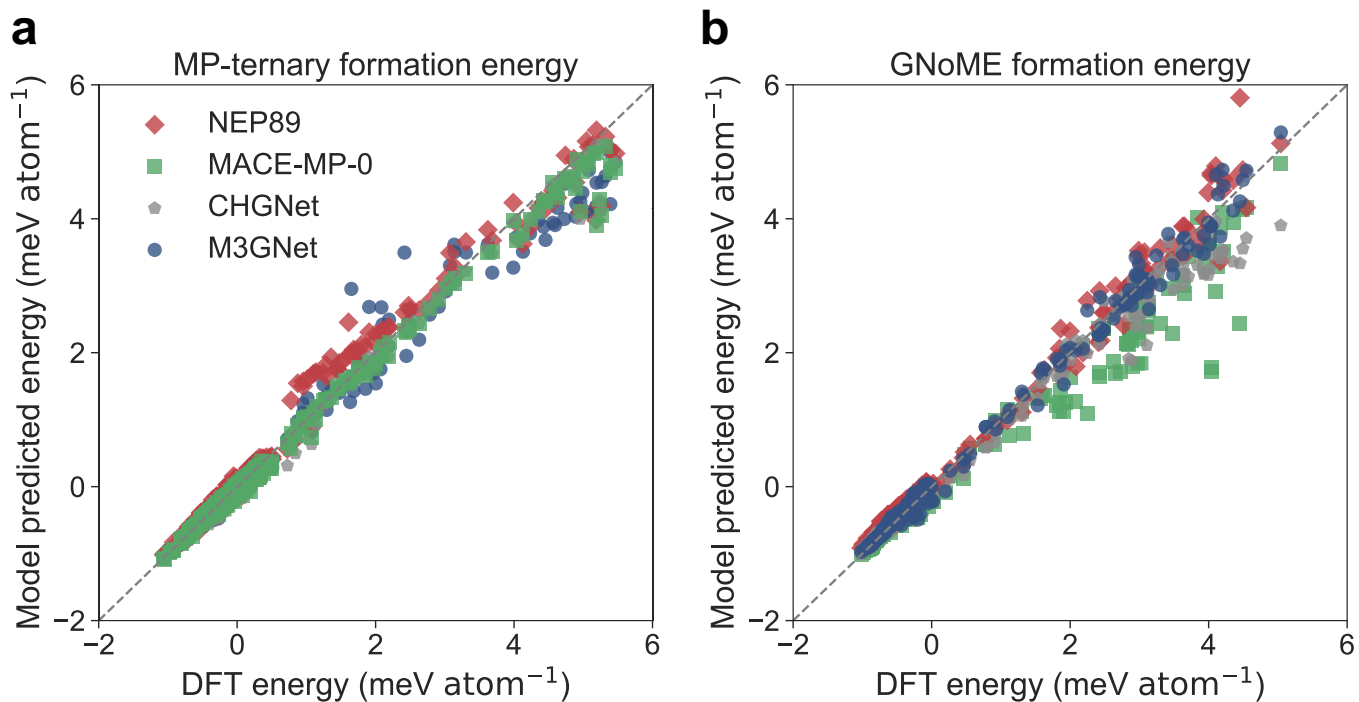 a
MP-ternary formation energy
Model predicted energy (meV atom⁻¹)
6
4
2
0
−2
NEP89
MACE-MP-0
CHGNet
M3GNet
−2 0 2 4 6
DFT energy (meV atom⁻¹)
b
GNoME formation energy
Model predicted energy (meV atom⁻¹)
6
4
2
0
−2
−2 0 2 4 6
DFT energy (meV atom⁻¹)